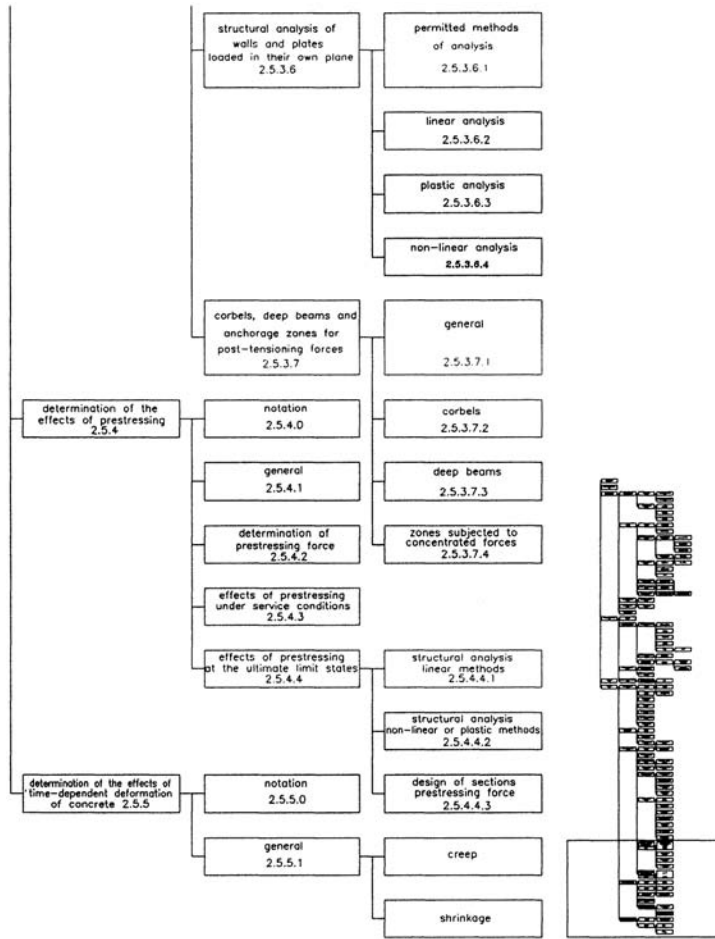 structural analysis of
walls and plates
loaded in their own plane
2.5.3.6
permitted methods
of analysis
2.5.3.6.1
linear analysis
2.5.3.6.2
plastic analysis
2.5.3.6.3
non-linear analysis
2.5.3.6.4
corbels, deep beams and
anchorage zones for
post-tensioning forces
2.5.3.7
general
2.5.3.7.1
corbels
2.5.3.7.2
deep beams
2.5.3.7.3
zones subjected to
concentrated forces
2.5.3.7.4
determination of the
effects of prestressing
2.5.4
notation
2.5.4.0
general
2.5.4.1
determination of
prestressing force
2.5.4.2
effects of prestressing
under service conditions
2.5.4.3
effects of prestressing
at the ultimate limit states
2.5.4.4
structural analysis
linear methods
2.5.4.4.1
structural analysis
non-linear or plastic methods
2.5.4.4.2
design of sections
prestressing force
2.5.4.4.3
determination of the effects of
time-dependent deformation
of concrete 2.5.5
notation
2.5.5.0
general
2.5.5.1
creep
shrinkage